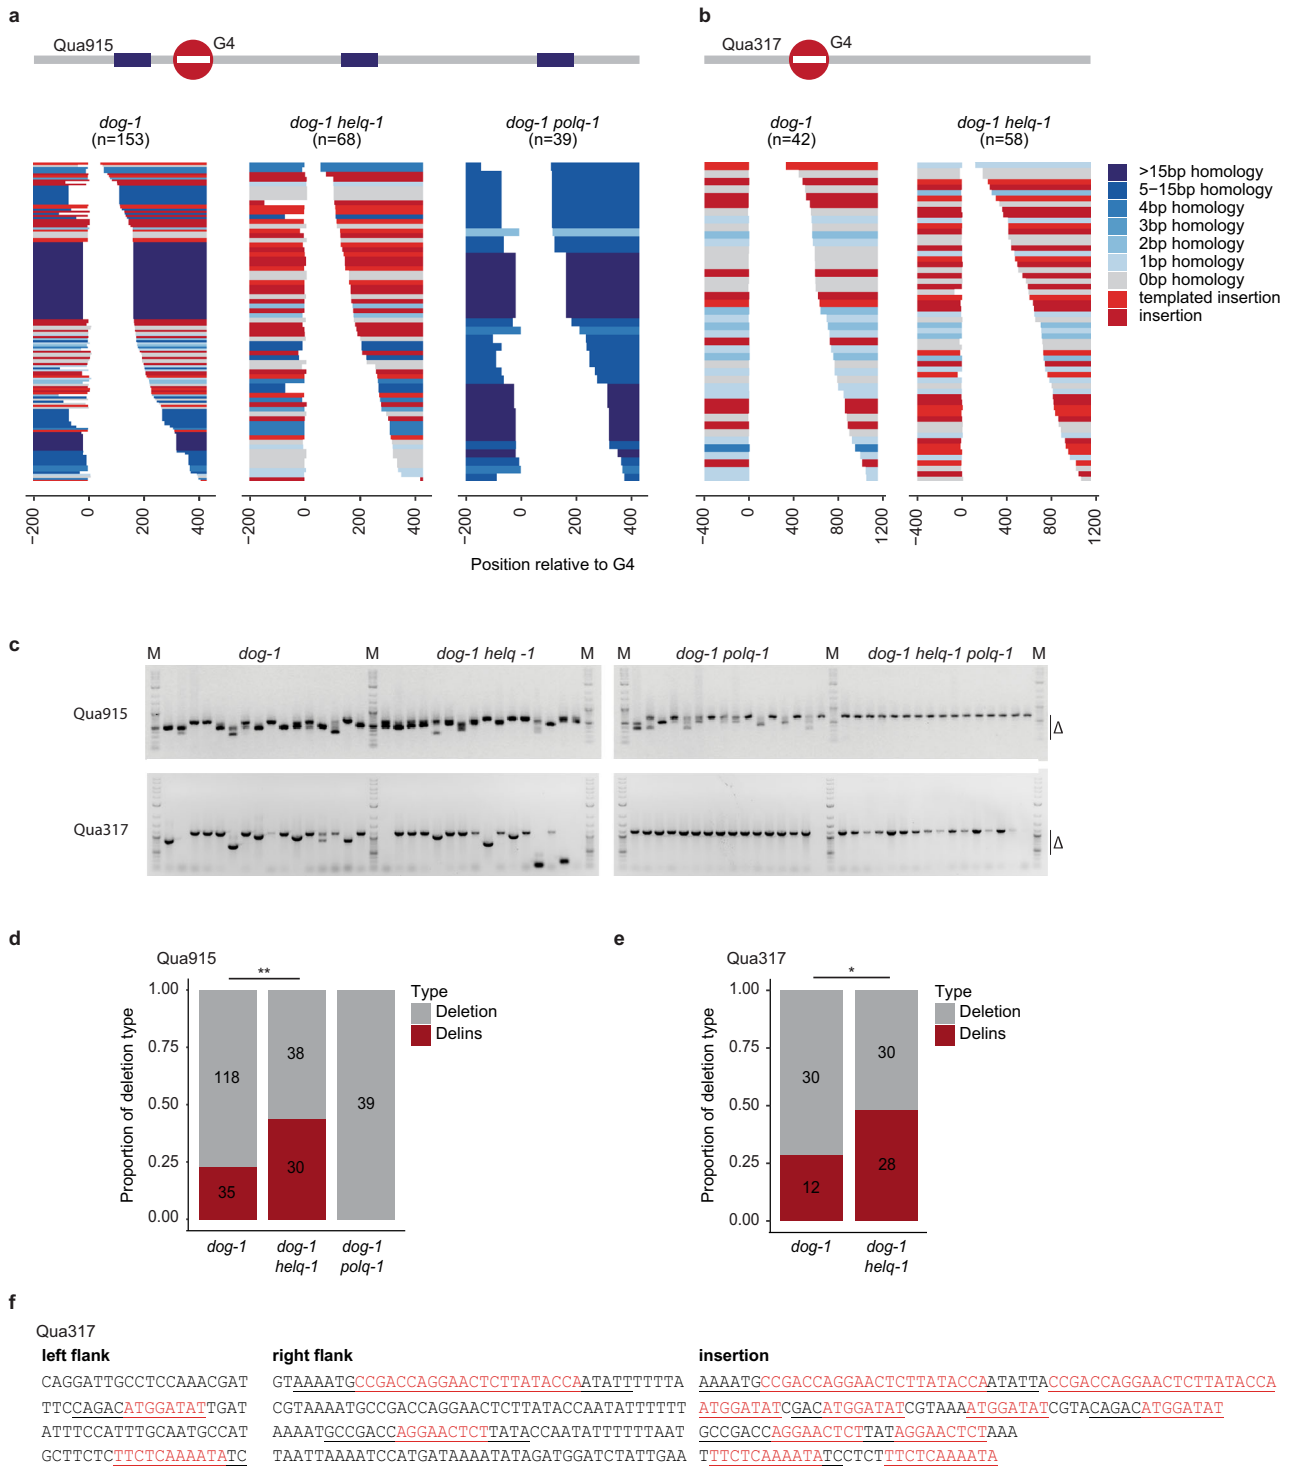 a
b
Qua915
G4
Qua317
G4
dog-1
(n=153)
dog-1 helq-1
(n=68)
dog-1 polq-1
(n=39)
dog-1
(n=42)
dog-1 helq-1
(n=58)
>15bp homology
5−15bp homology
4bp homology
3bp homology
2bp homology
1bp homology
0bp homology
templated insertion
insertion
−200 0 200 400
−200 0 200 400
−200 0 200 400
−400 0 400 800 1200
−400 0 400 800 1200
Position relative to G4
c
M dog-1 M dog-1 helq -1 M M dog-1 polq-1 M dog-1 helq-1 polq-1 M
Qua915
Δ
Qua317
Δ
d
e
Qua915
**
Proportion of deletion type
1.00
0.75
0.50
0.25
0.00
118
35
38
30
39
dog-1
dog-1 helq-1
dog-1 polq-1
Type
Deletion
Delins
Qua317
*
Proportion of deletion type
1.00
0.75
0.50
0.25
0.00
30
12
30
28
dog-1
dog-1 helq-1
Type
Deletion
Delins
f
Qua317
left flank right flank insertion
CAGGATTGCCTCCAAACGAT GTAAAATGCCGACCAGGAACTCTTATACCAATATTTTTTA AAAATGCCGACCAGGAACTCTTATACCAATATTACCGACCAGGAACTCTTATACCA
TTCCAGACATGGATATTGAT CGTAAAATGCCGACCAGGAACTCTTATACCAATATTTTTT ATGGATATCGACATGGATATCGTAAAATGGATATCGTACAGACATGGATAT
ATTTCCATTTGCAATGCCAT AAAATGCCGACCAGGAACTCTTATACCAATATTTTTTAAT GCCGACCAGGAACTCTTATAGGAACTCTAAA
GCTTCTCTTCTCAAAATATC TAATTAAAATCCATGATAAAATATAGATGGATCTATTGAA TTTCTCAAAATATCCTCTTTCTCAAAATA